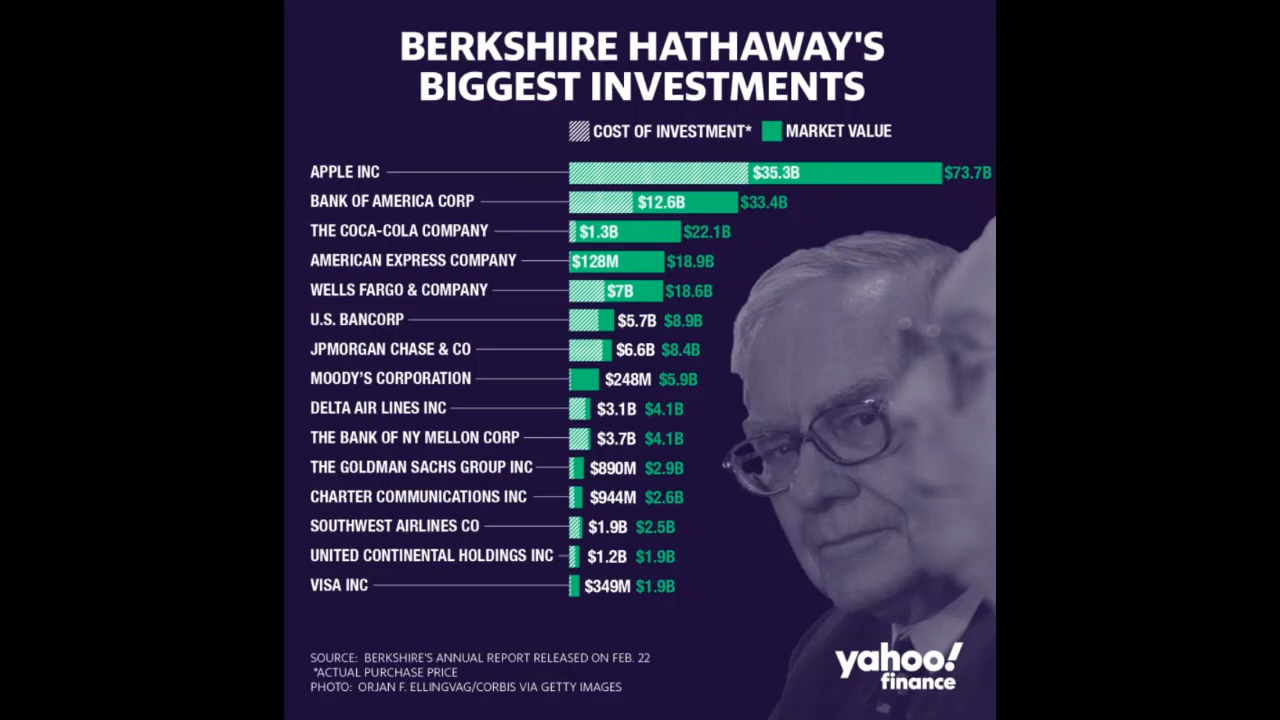 BERKSHIRE HATHAWAY'S
BIGGEST INVESTMENTS
COST OF INVESTMENT* MARKET VALUE
APPLE INC $35.3B $73.7B
BANK OF AMERICA CORP $12.6B $33.4B
THE COCA-COLA COMPANY $1.3B $22.1B
AMERICAN EXPRESS COMPANY $128M $18.9B
WELLS FARGO & COMPANY $7B $18.6B
U.S. BANCORP $5.7B $8.9B
JPMORGAN CHASE & CO $6.6B $8.4B
MOODY'S CORPORATION $248M $5.9B
DELTA AIR LINES INC $3.1B $4.1B
THE BANK OF NY MELLON CORP $3.7B $4.1B
THE GOLDMAN SACHS GROUP INC $890M $2.9B
CHARTER COMMUNICATIONS INC $944M $2.6B
SOUTHWEST AIRLINES CO $1.9B $2.5B
UNITED CONTINENTAL HOLDINGS INC $1.2B $1.9B
VISA INC $349M $1.9B
SOURCE: BERKSHIRE'S ANNUAL REPORT RELEASED ON FEB. 22
*ACTUAL PURCHASE PRICE
PHOTO: ORJAN F. ELLINGVAG/CORBIS VIA GETTY IMAGES
yahoo!
finance